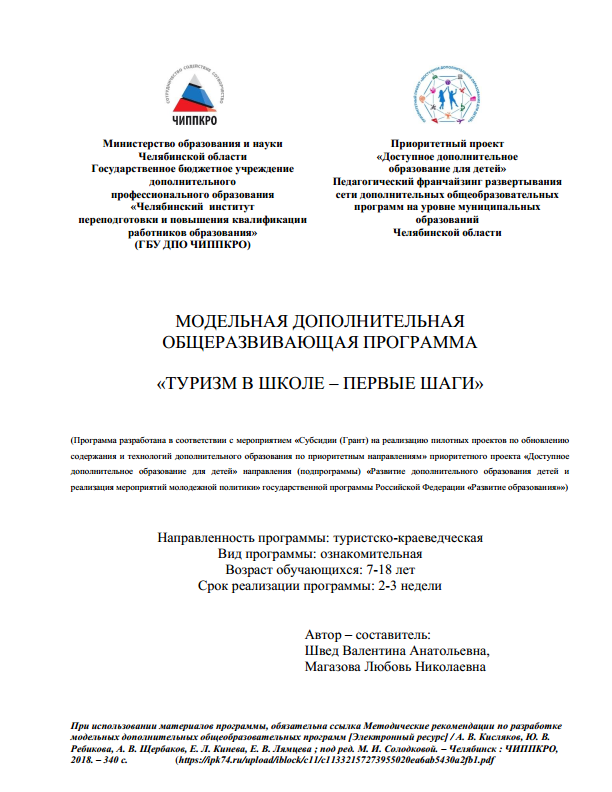 ЧИППКРО
Министерство образования и науки
Челябинской области
Государственное бюджетное учреждение
дополнительного
профессионального образования
«Челябинский институт
переподготовки и повышения квалификации
работников образования»
(ГБУ ДПО ЧИППКРО)
Приоритетный проект
«Доступное дополнительное
образование для детей»
Педагогический франчайзинг развертывания
сети дополнительных общеобразовательных
программ на уровне муниципальных
образований
Челябинской области
МОДЕЛЬНАЯ ДОПОЛНИТЕЛЬНАЯ
ОБЩЕРАЗВИВАЮЩАЯ ПРОГРАММА
«ТУРИЗМ В ШКОЛЕ – ПЕРВЫЕ ШАГИ»
(Программа разработана в соответствии с мероприятием «Субсидии (Грант) на реализацию пилотных проектов по обновлению
содержания и технологий дополнительного образования по приоритетным направлениям» приоритетного проекта «Доступное
дополнительное образование для детей» направления (подпрограммы) «Развитие дополнительного образования детей и
реализация мероприятий молодежной политики» государственной программы Российской Федерации «Развитие образования»»)
Направленность программы: туристско-краеведческая
Вид программы: ознакомительная
Возраст обучающихся: 7-18 лет
Срок реализации программы: 2-3 недели
Автор – составитель:
Швед Валентина Анатольевна,
Магазова Любовь Николаевна
При использовании материалов программы, обязательна ссылка Методические рекомендации по разработке
модельных дополнительных общеобразовательных программ [Электронный ресурс] / А. В. Кисляков, Ю. В.
Ребикова, А. В. Щербаков, Е. Л. Кинева, Е. В. Лямцева ; под ред. М. И. Солодковой. – Челябинск : ЧИППКРО,
2018. – 340 с. (https://ipk74.ru/upload/iblock/c11/c11332157273955020ea6ab5430a2fb1.pdf